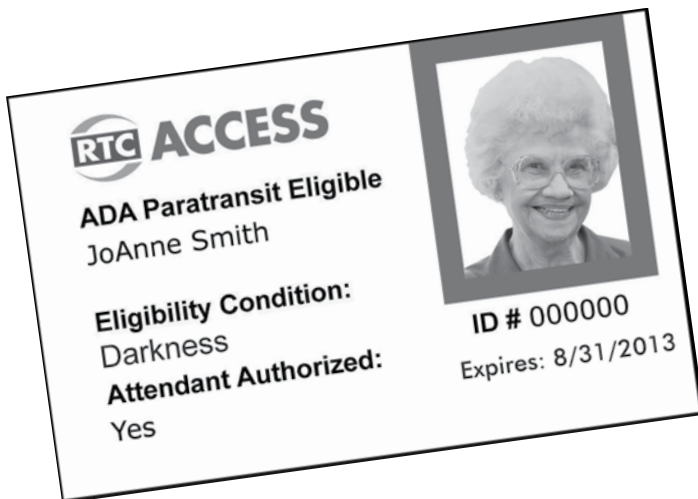 RTC ACCESS
ADA Paratransit Eligible
JoAnne Smith
Eligibility Condition:
Darkness
Attendant Authorized:
Yes
ID # 000000
Expires: 8/31/2013